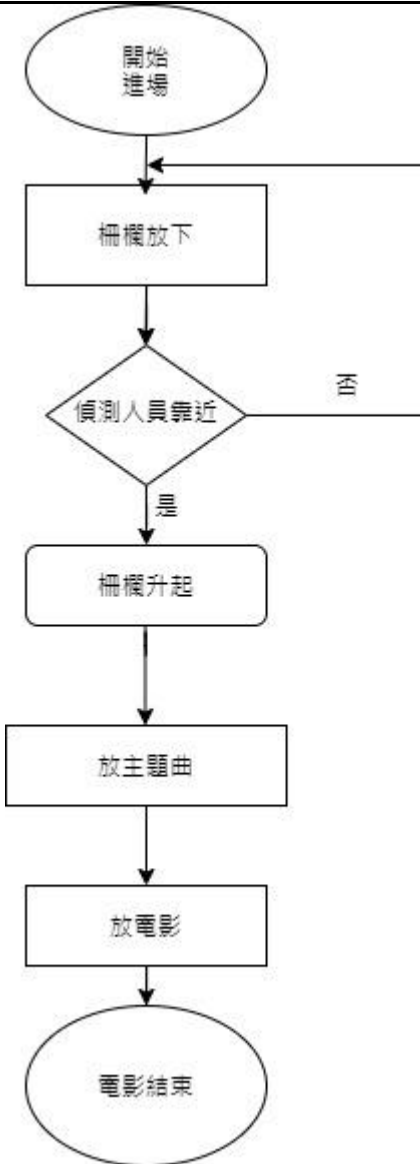 開始
進場
柵欄放下
偵測人員靠近
否
是
柵欄升起
放主題曲
放電影
電影結束